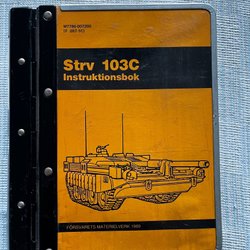 Strv 103C
Instruktionsbok
FÖRSVARETS MATERIELVERK 1989